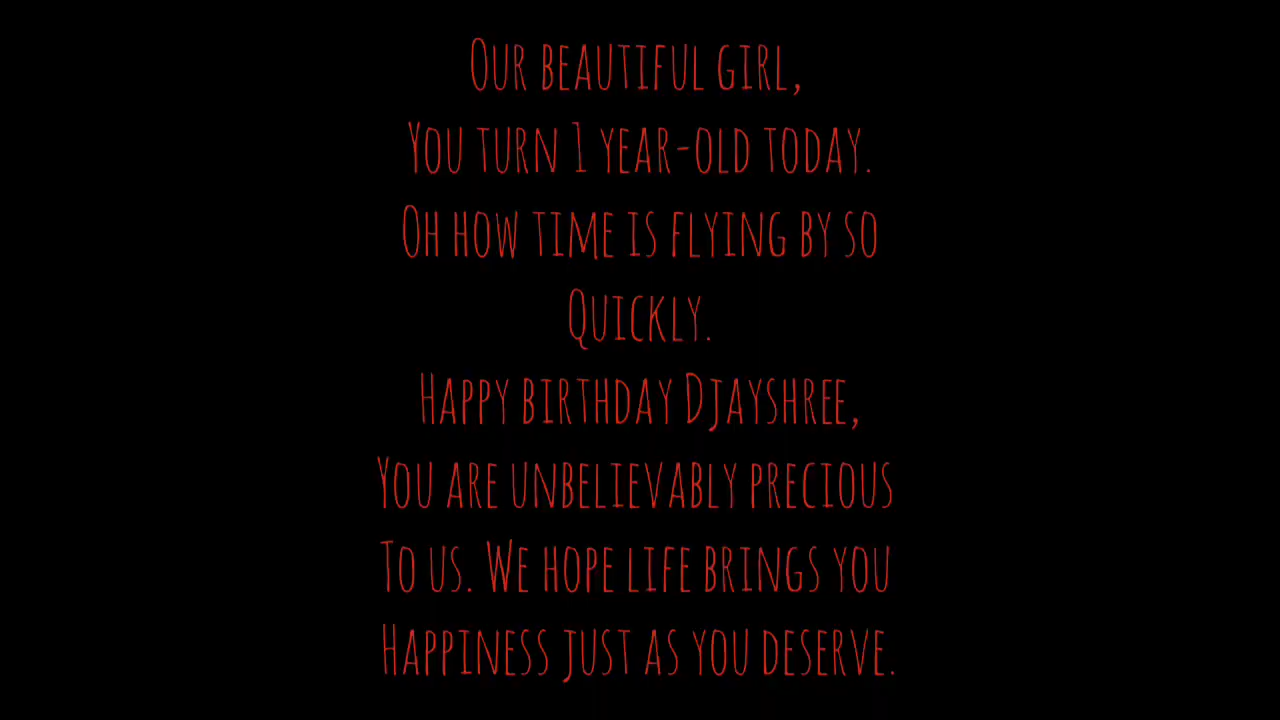 Our beautiful girl,
You turn 1 year-old today.
Oh how time is flying by so
Quickly.
Happy birthday Djayshree,
You are unbelievably precious
To us. We hope life brings you
Happiness just as you deserve.